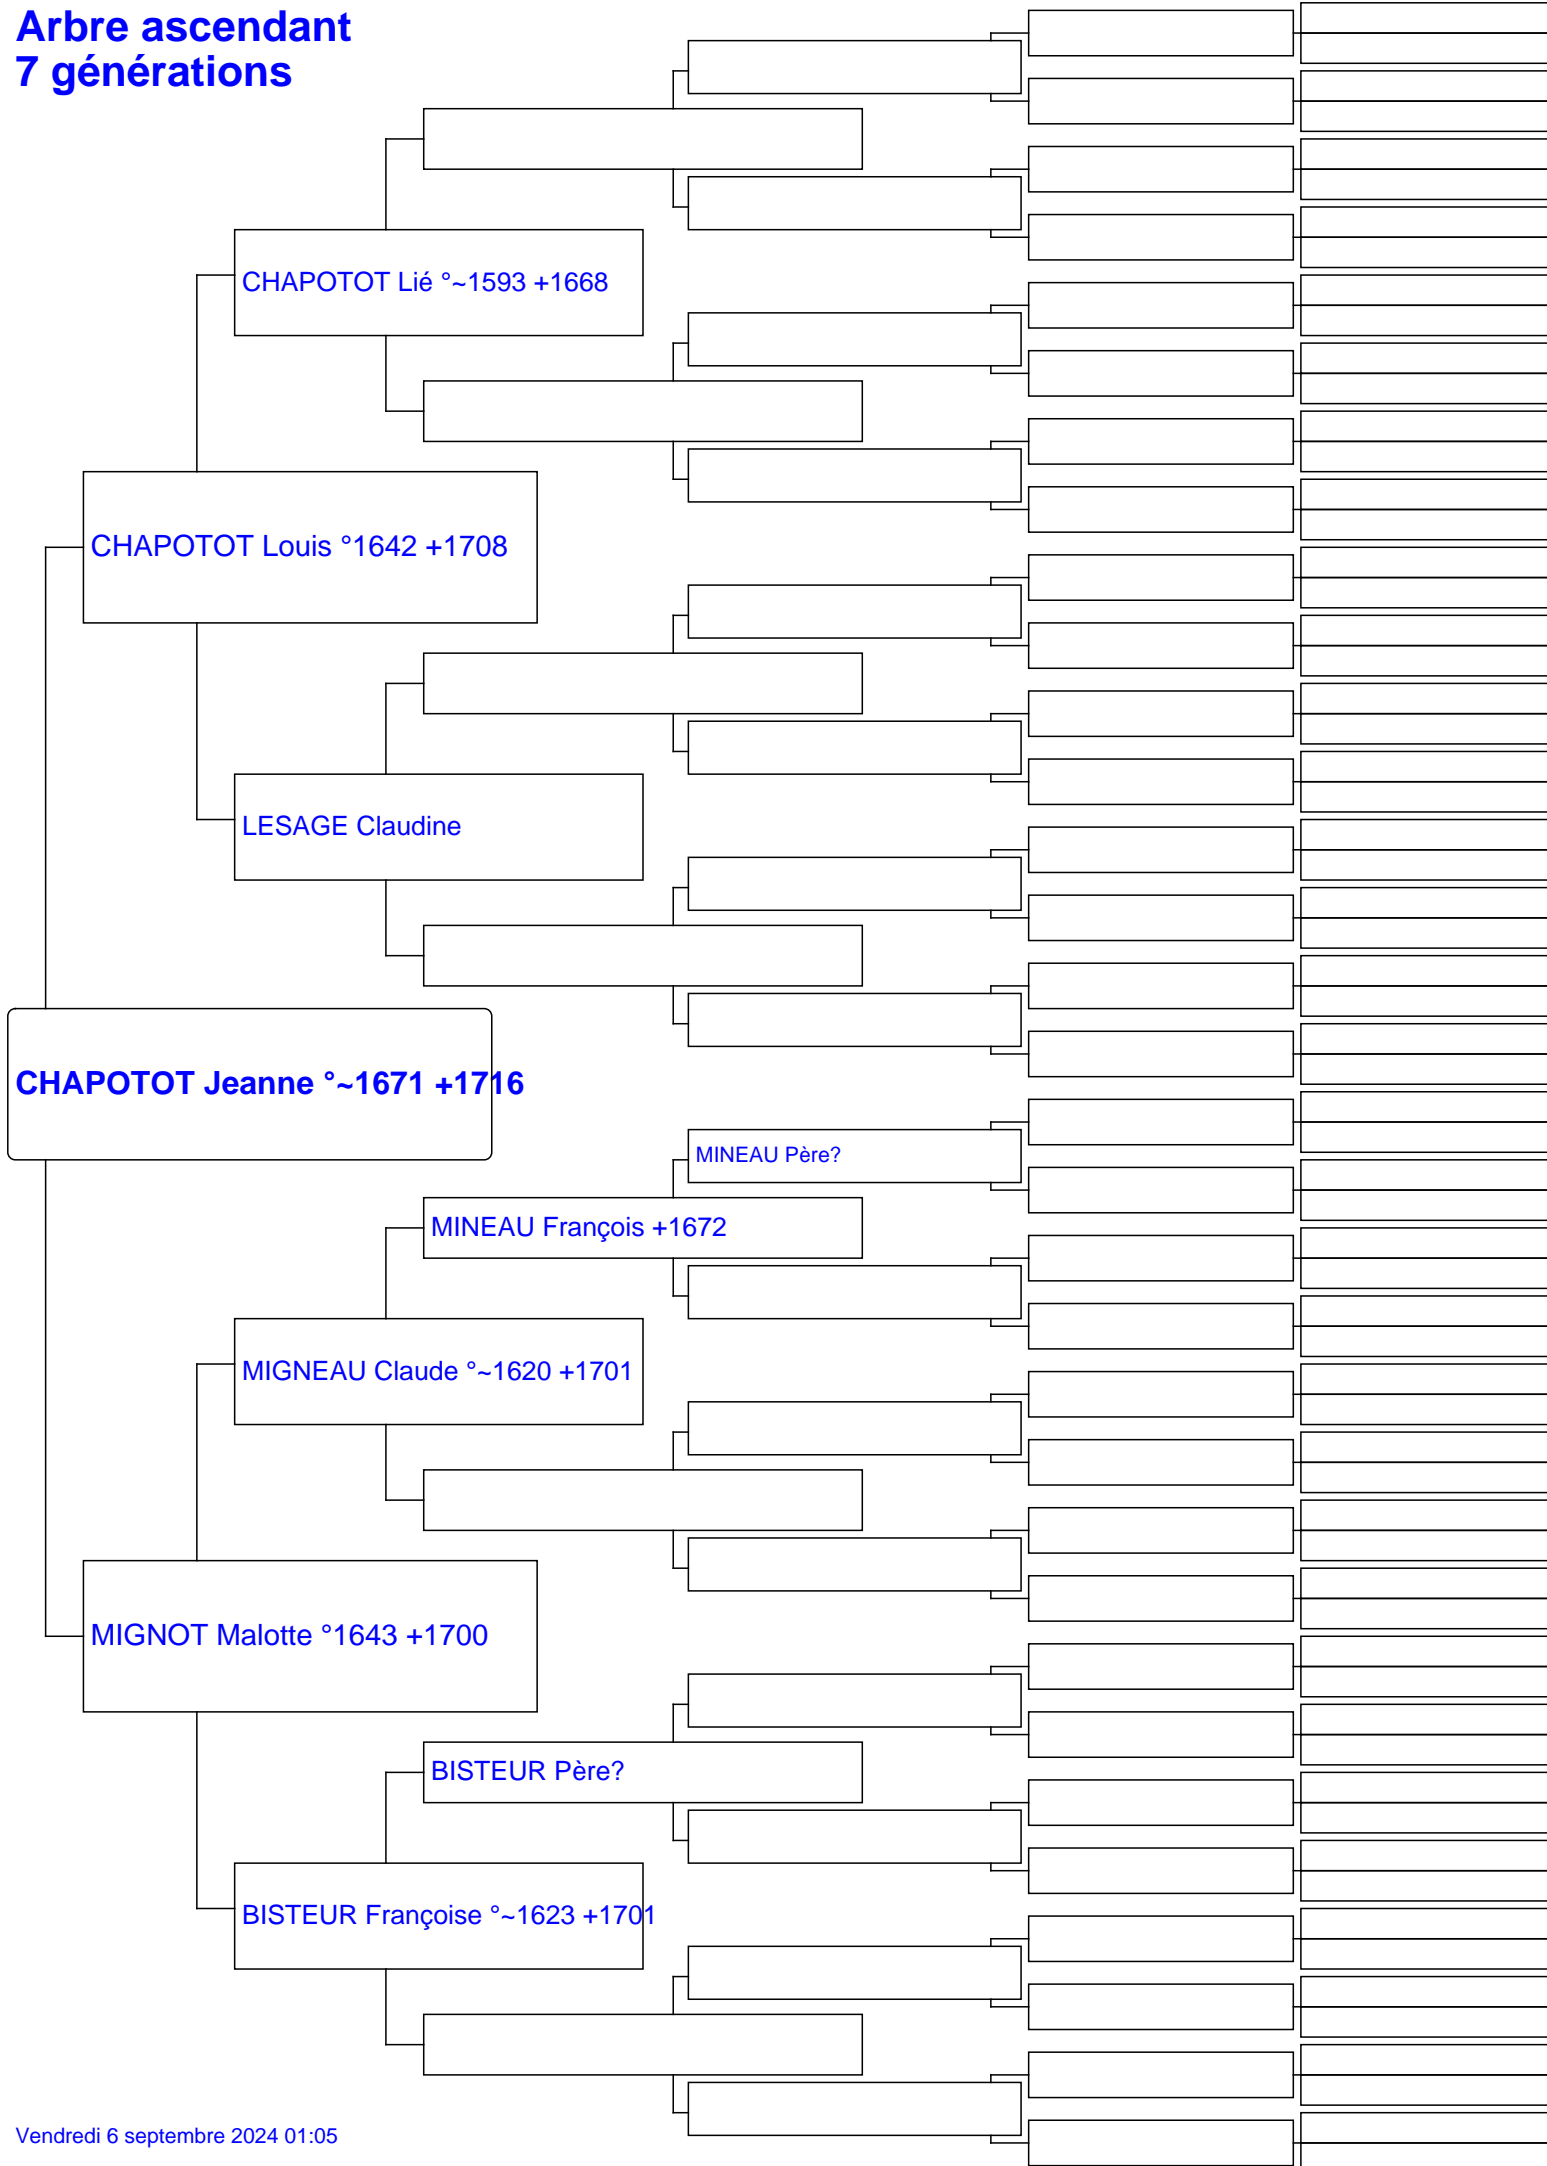 Arbre ascendant
7 générations
CHAPOTOT Lié °~1593 +1668
CHAPOTOT Louis °1642 +1708
LESAGE Claudine
CHAPOTOT Jeanne °~1671 +1716
MINEAU Père?
MINEAU François +1672
MIGNEAU Claude °~1620 +1701
MIGNOT Malotte °1643 +1700
BISTEUR Père?
BISTEUR Françoise °~1623 +1701
Vendredi 6 septembre 2024 01:05